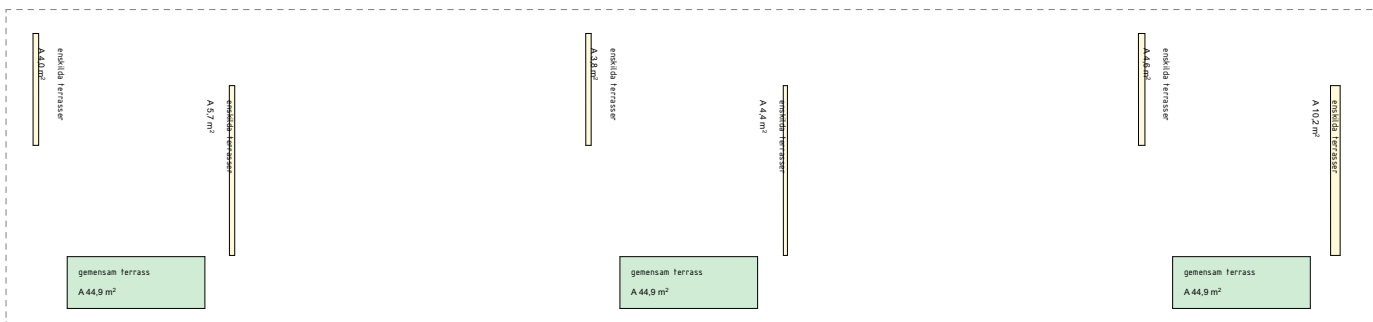 A 4,0 m²
enskilda terrasser
A 5,7 m²
enskilda terrasser
gemensam terrass
A 44,9 m²
A 3,8 m²
enskilda terrasser
A 4,4 m²
enskilda terrasser
gemensam terrass
A 44,9 m²
A 4,6 m²
enskilda terrasser
A 10,2 m²
enskilda terrasser
gemensam terrass
A 44,9 m²